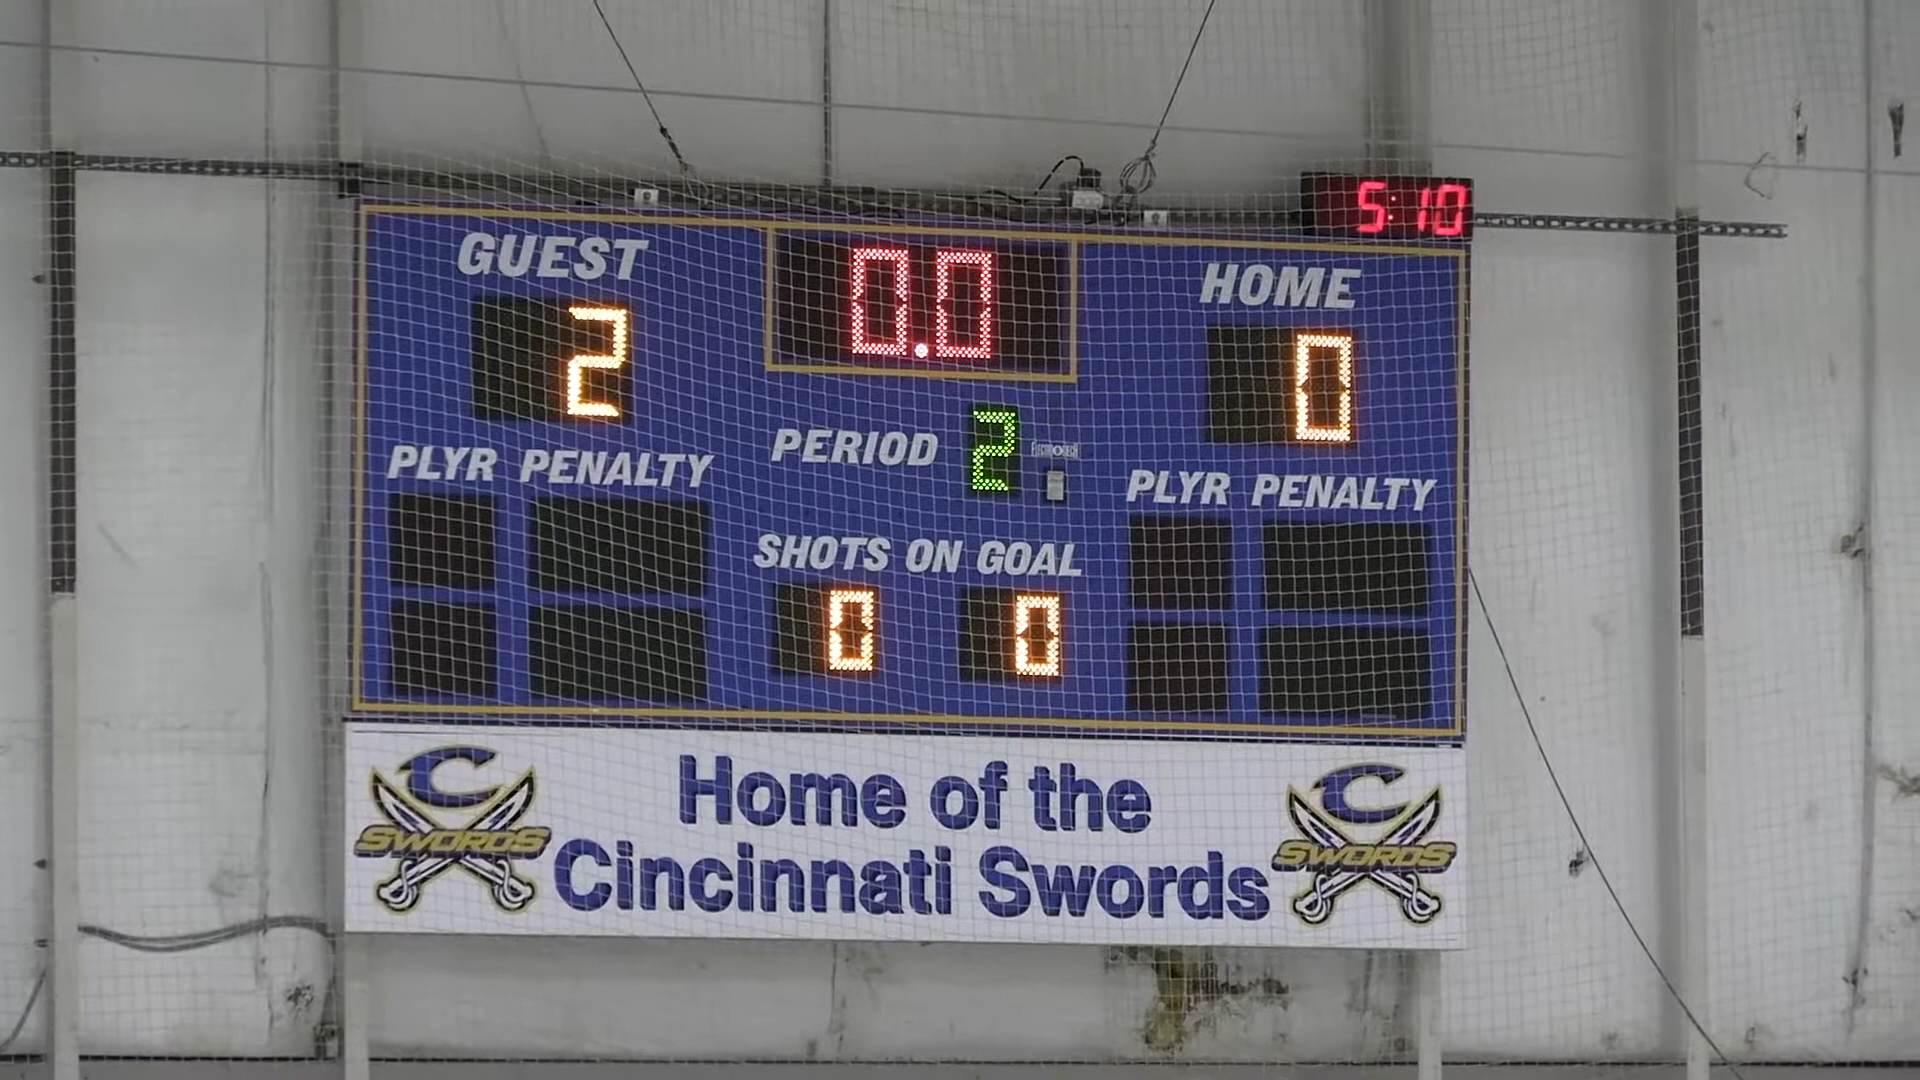 5:10
GUEST
0.0
HOME
2
0
PERIOD 2
PLYR PENALTY
PLYR PENALTY
SHOTS ON GOAL
0 0
C
SWORDS
Home of the
Cincinnati Swords
C
SWORDS